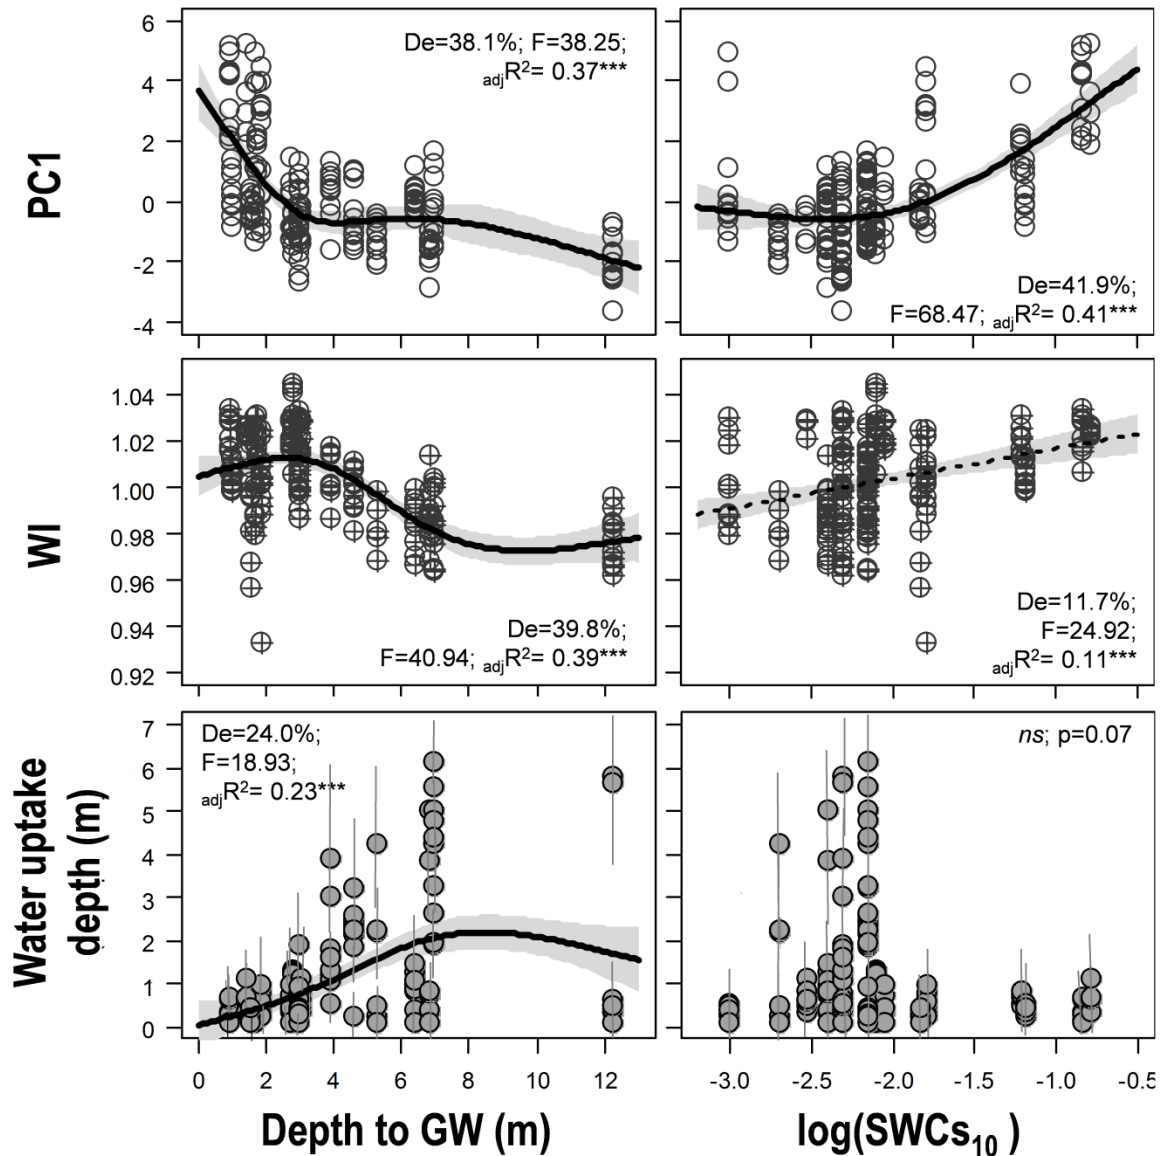 PC1
6
4
2
0
-2
-4
De=38.1%; F=38.25;
adjR²= 0.37***
De=41.9%;
F=68.47; adjR²= 0.41***
WI
1.04
1.02
1.00
0.98
0.96
0.94
0.92
De=39.8%;
F=40.94; adjR²= 0.39***
De=11.7%;
F=24.92;
adjR²= 0.11***
Water uptake
depth (m)
7
6
5
4
3
2
1
0
De=24.0%;
F=18.93;
adjR²= 0.23***
ns; p=0.07
0 2 4 6 8 10 12
-3.0 -2.5 -2.0 -1.5 -1.0 -0.5
Depth to GW (m)
log(SWCs₁₀ )